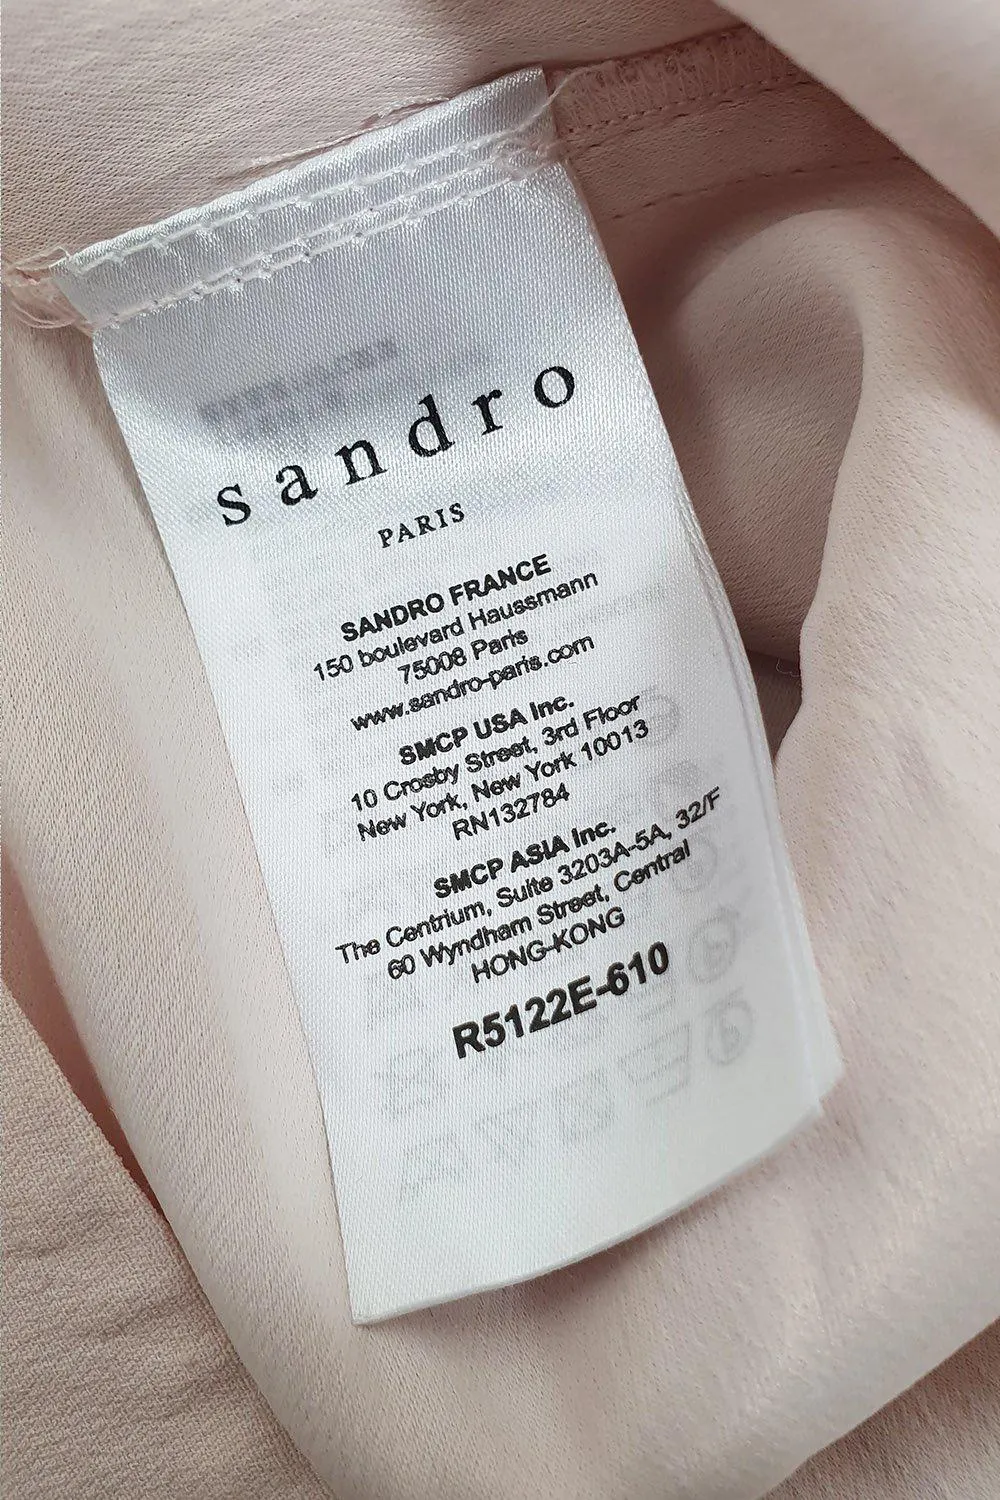 sandro
PARIS
SANDRO FRANCE
150 boulevard Haussmann
75008 Paris
www.sandro-paris.com
SMCP USA Inc.
10 Crosby Street, 3rd Floor
New York, New York 10013
RN132784
SMCP ASIA Inc.
The Centrium, Suite 3203A-5A, 32/F
60 Wyndham Street, Central
HONG-KONG
R5122E-610